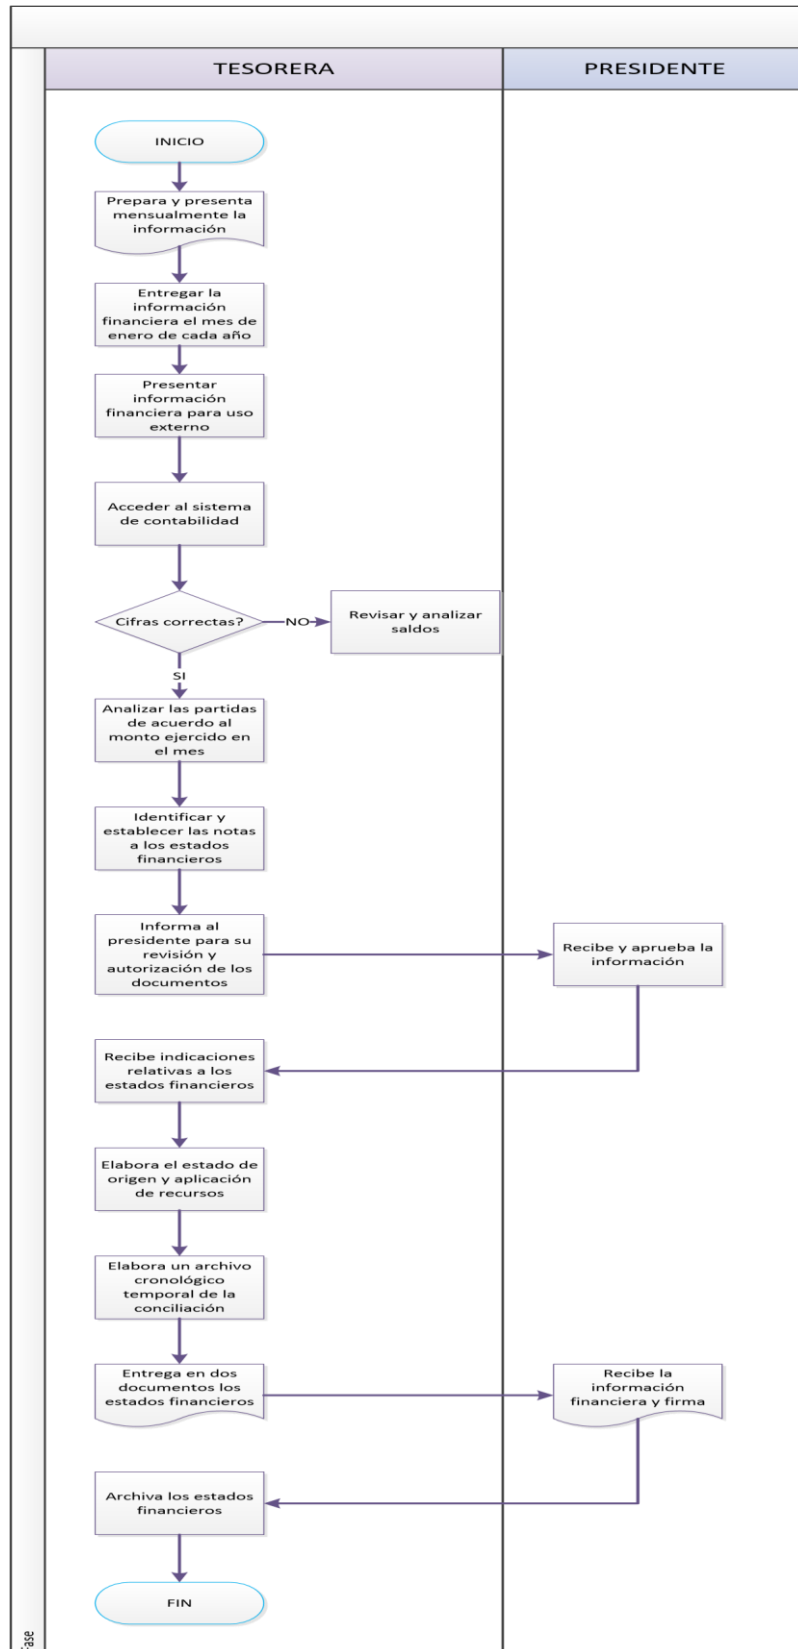 TESORERA
PRESIDENTE
INICIO
Prepara y presenta
mensualmente la
información
Entregar la
información
financiera el mes de
enero de cada año
Presentar
información
financiera para uso
externo
Acceder al sistema
de contabilidad
Cifras correctas?
NO
Revisar y analizar
saldos
SI
Analizar las partidas
de acuerdo al
monto ejercido en
el mes
Identificar y
establecer las notas
a los estados
financieros
Informa al
presidente para su
revisión y
autorización de los
documentos
Recibe y aprueba la
información
Recibe indicaciones
relativas a los
estados financieros
Elabora el estado de
origen y aplicación
de recursos
Elabora un archivo
cronológico
temporal de la
conciliación
Entrega en dos
documentos los
estados financieros
Recibe la
información
financiera y firma
Archiva los estados
financieros
FIN
Fase